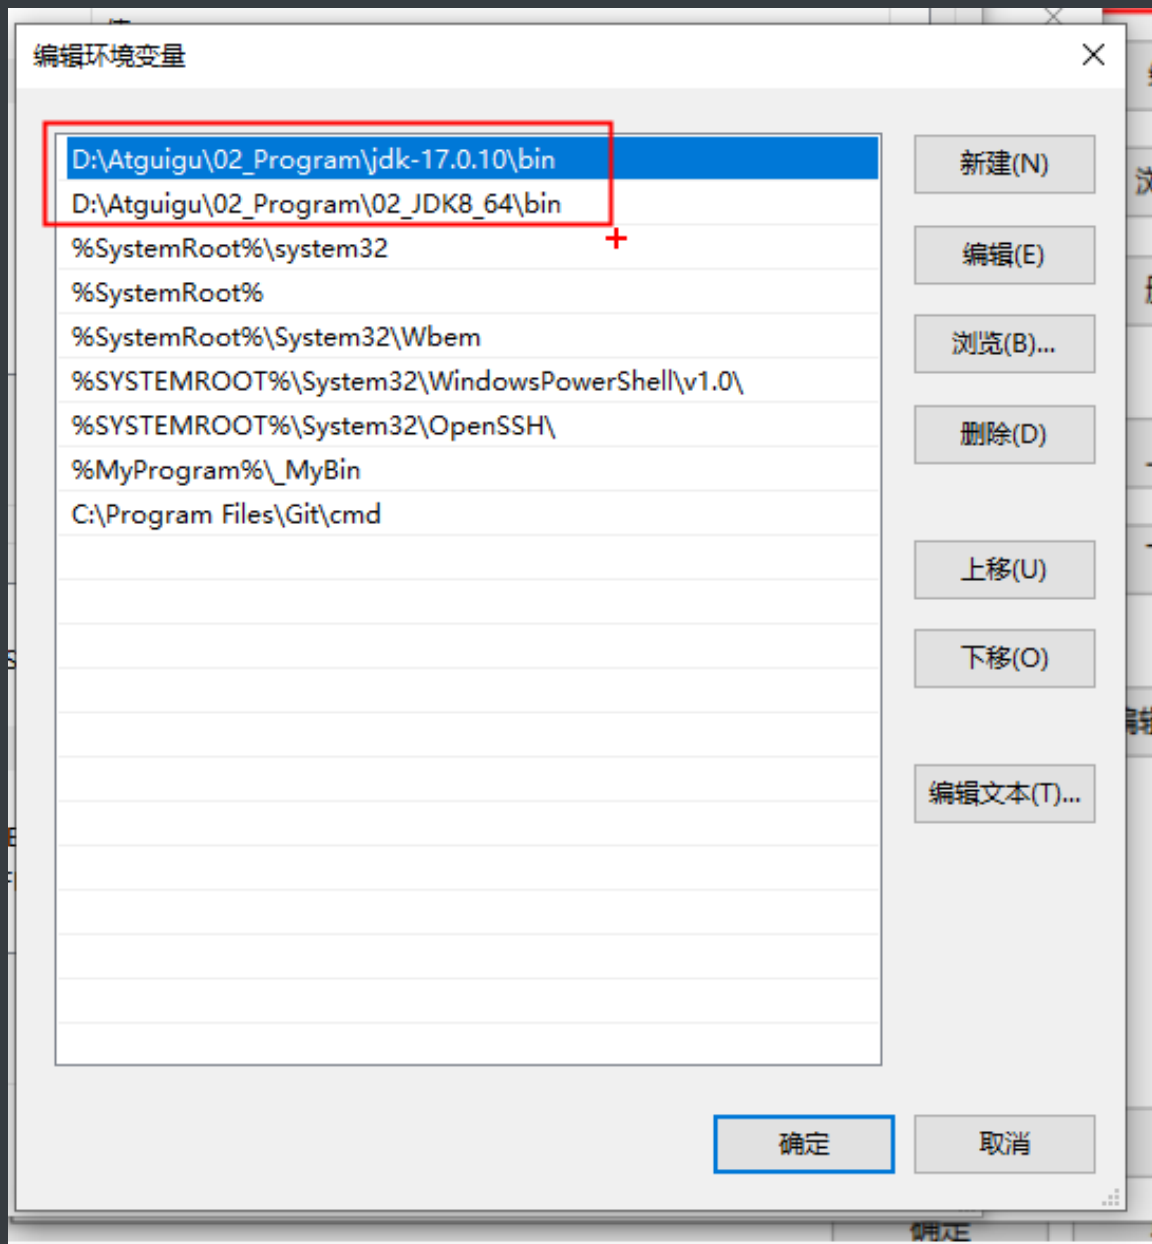 编辑环境变量
D:\Atguigu\02_Program\jdk-17.0.10\bin
D:\Atguigu\02_Program\02_JDK8_64\bin
%SystemRoot%\system32
%SystemRoot%
%SystemRoot%\System32\Wbem
%SYSTEMROOT%\System32\WindowsPowerShell\v1.0\
%SYSTEMROOT%\System32\OpenSSH\
%MyProgram%\_MyBin
C:\Program Files\Git\cmd
新建(N)
编辑(E)
浏览(B)...
删除(D)
上移(U)
下移(O)
编辑文本(T)...
确定
取消
确定